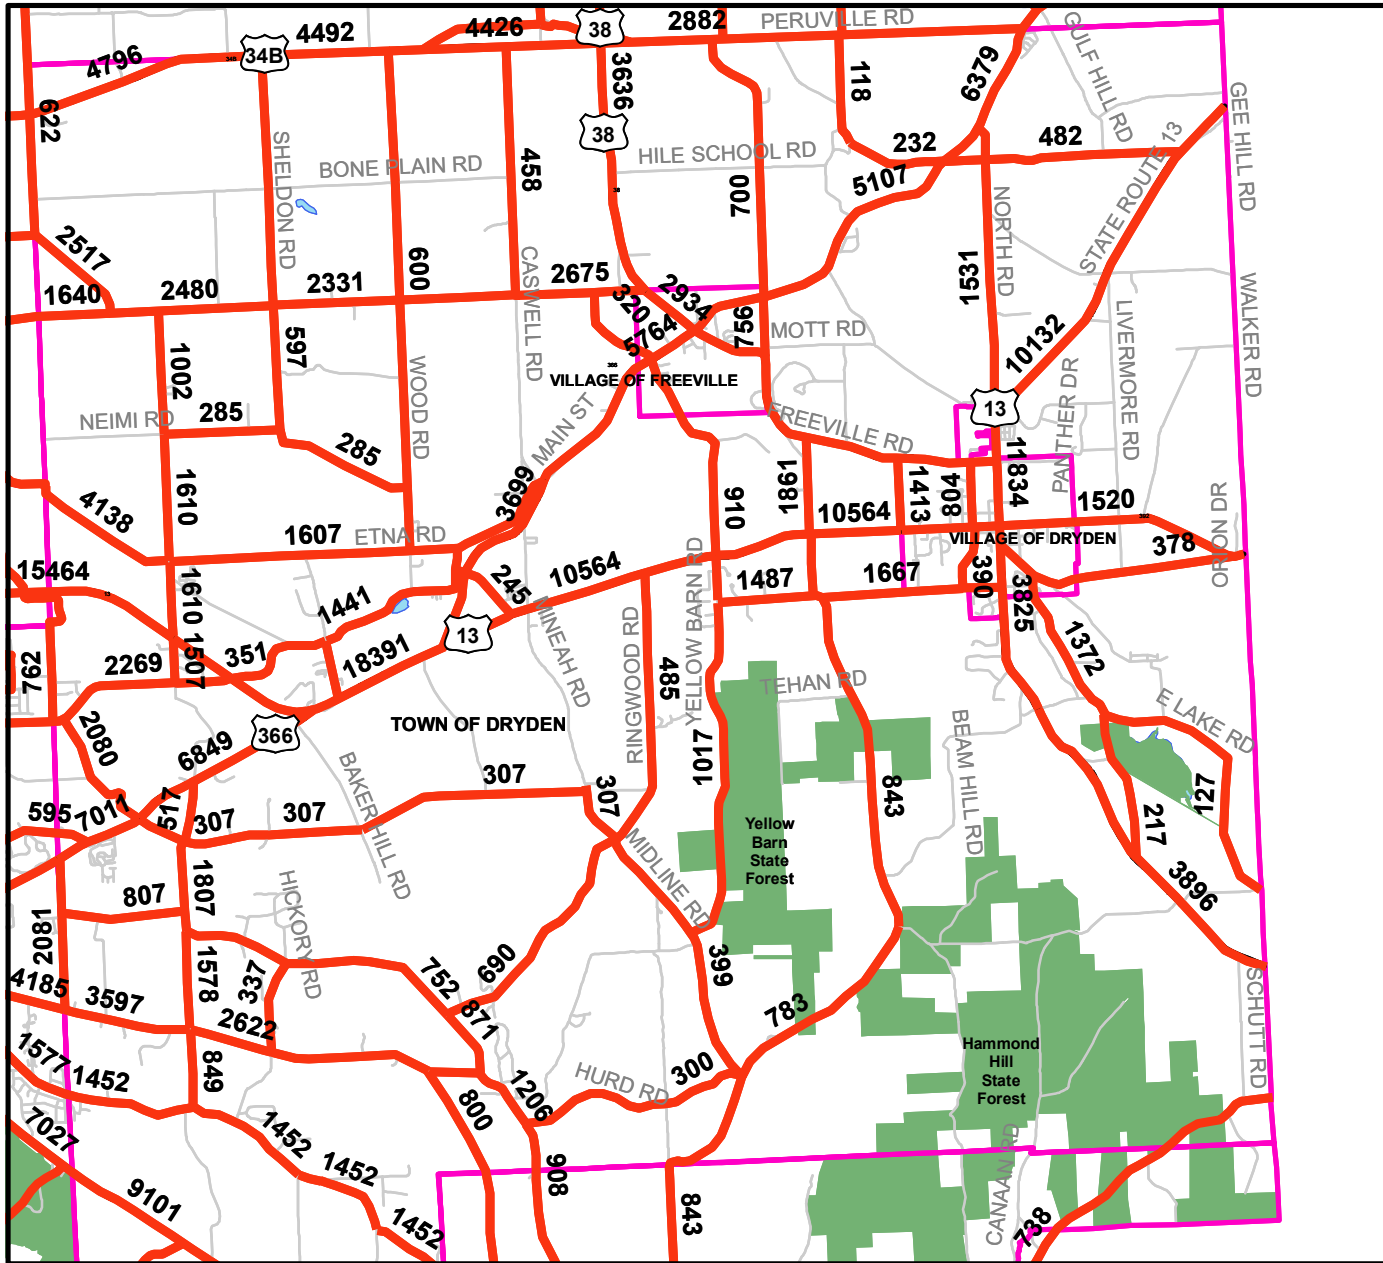 4492
4426
38
2882
PERUVILLE RD
4796
34B
3636
118
6379
GULF HILL RD
622
38
GEE HILL RD
SHELDON RD
BONE PLAIN RD
458
HILE SCHOOL RD
232
482
STATE ROUTE 13
700
5107
NORTH RD
2517
600
CASWELL RD
1640
2480
2331
2675
320
2934
1531
WALKER RD
5764
756
MOTT RD
10132
LIVERMORE RD
1002
597
WOOD RD
VILLAGE OF FREEVILLE
PANTHER DR
13
NEIMI RD
285
MAIN ST
FREEVILLE RD
285
11834
4138
1610
3699
910
1861
1413
408
1520
10564
ORION DR
1607
ETNA RD
VILLAGE OF DRYDEN
378
15464
1610
1441
245
10564
YELLOW BARN RD
1487
1667
390
3825
13
MINEAH RD
RINGWOOD RD
762
2269
1507
351
18391
485
TEHAN RD
1372
E LAKE RD
2080
366
TOWN OF DRYDEN
BEAM HILL RD
6849
BAKER HILL RD
307
307
1017
843
127
595
7011
517
307
307
MIDLINE RD
Yellow
Barn
State
Forest
217
807
1807
HICKORY RD
3896
2081
399
4185
3597
1578
337
752
690
783
SCHUTT RD
2622
871
1577
1452
849
1206
HURD RD
300
Hammond
Hill
State
Forest
7027
1452
800
1452
908
CANAAN RD
9101
1452
843
738